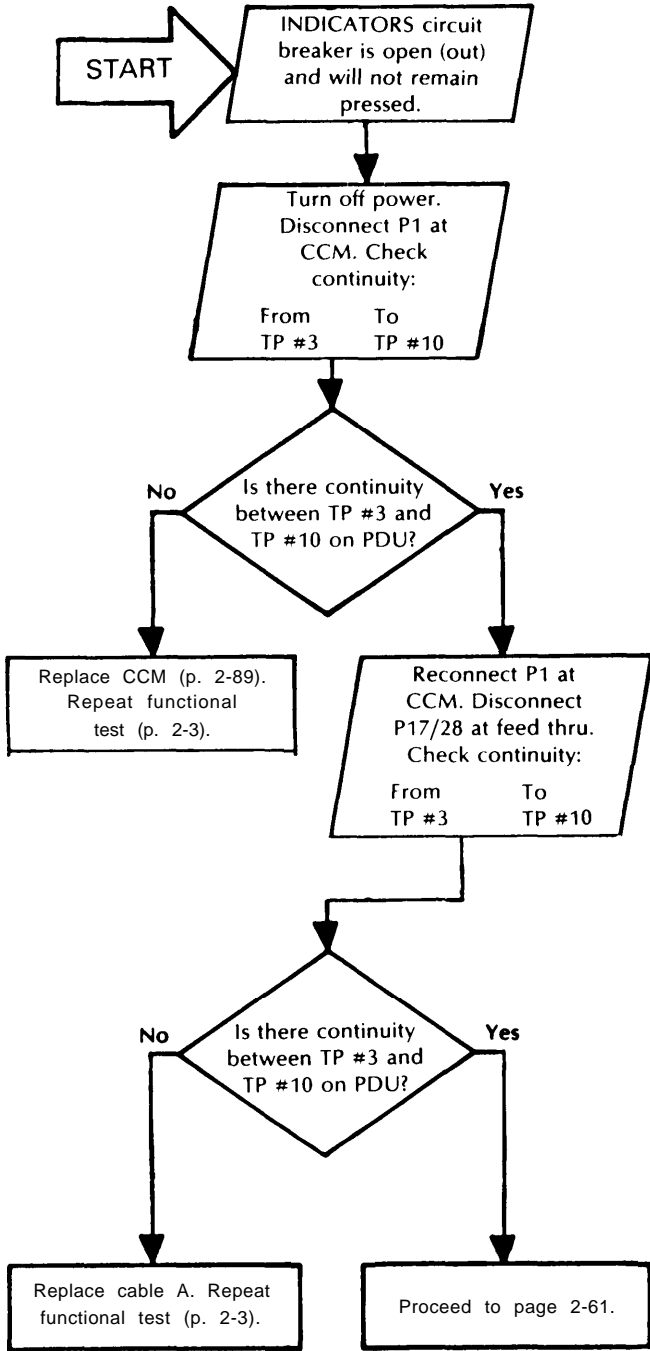 START
INDICATORS circuit
breaker is open (out)
and will not remain
pressed.
Turn off power.
Disconnect P1 at
CCM. Check
continuity:
From To
TP #3 TP #10
No
Is there continuity
between TP #3 and
TP #10 on PDU?
Yes
Replace CCM (p. 2-89).
Repeat functional
test (p. 2-3).
Reconnect P1 at
CCM. Disconnect
P17/28 at feed thru.
Check continuity:
From To
TP #3 TP #10
No
Is there continuity
between TP #3 and
TP #10 on PDU?
Yes
Replace cable A. Repeat
functional test (p. 2-3).
Proceed to page 2-61.